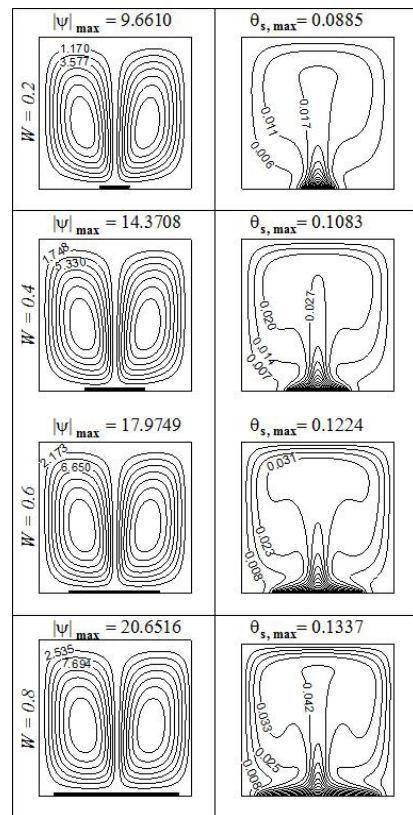 |ψ| max = 9.6610
θs, max = 0.0885
W = 0.2
1.170
3.577
0.017
0.011
0.006
|ψ| max = 14.3708
θs, max = 0.1083
W = 0.4
1.748
5.330
0.027
0.020
0.014
0.007
|ψ| max = 17.9749
θs, max = 0.1224
W = 0.6
2.173
6.650
0.031
0.023
0.008
|ψ| max = 20.6516
θs, max = 0.1337
W = 0.8
2.535
7.694
0.042
0.033
0.025
0.008